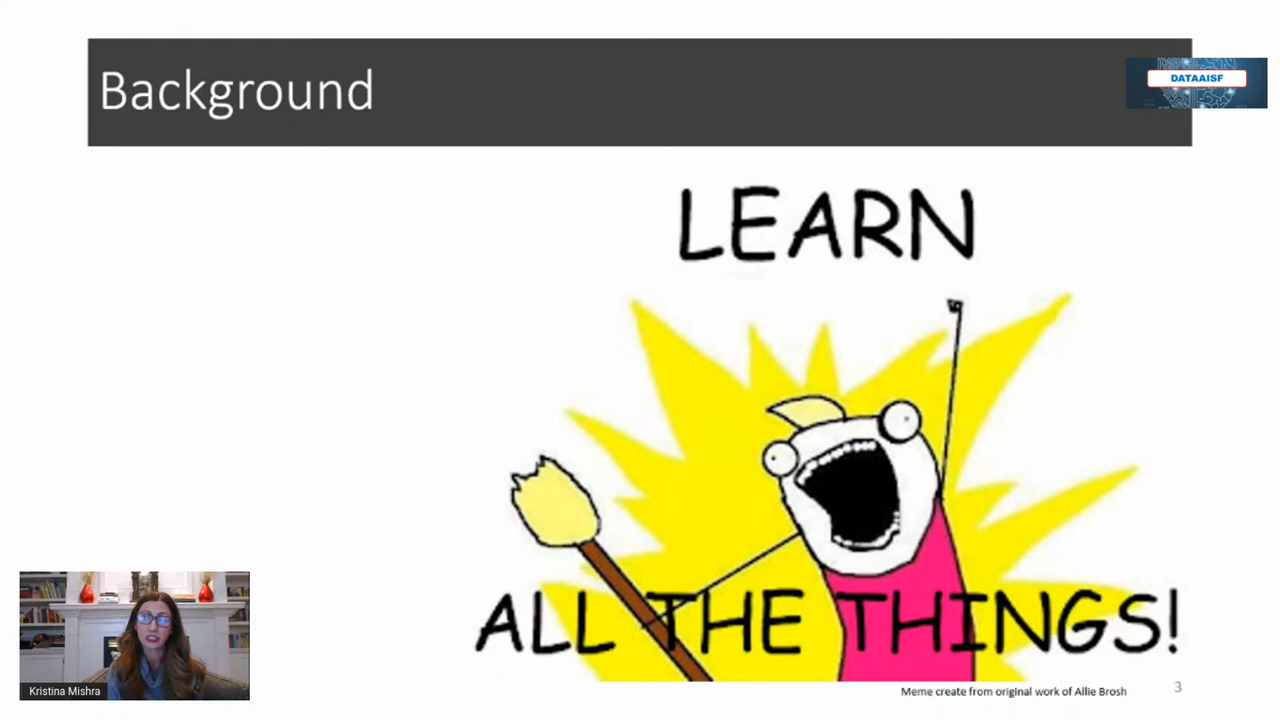 Background
DATAAISF
LEARN
ALL THE THINGS!
Kristina Mishra
Meme create from original work of Allie Brosh
3